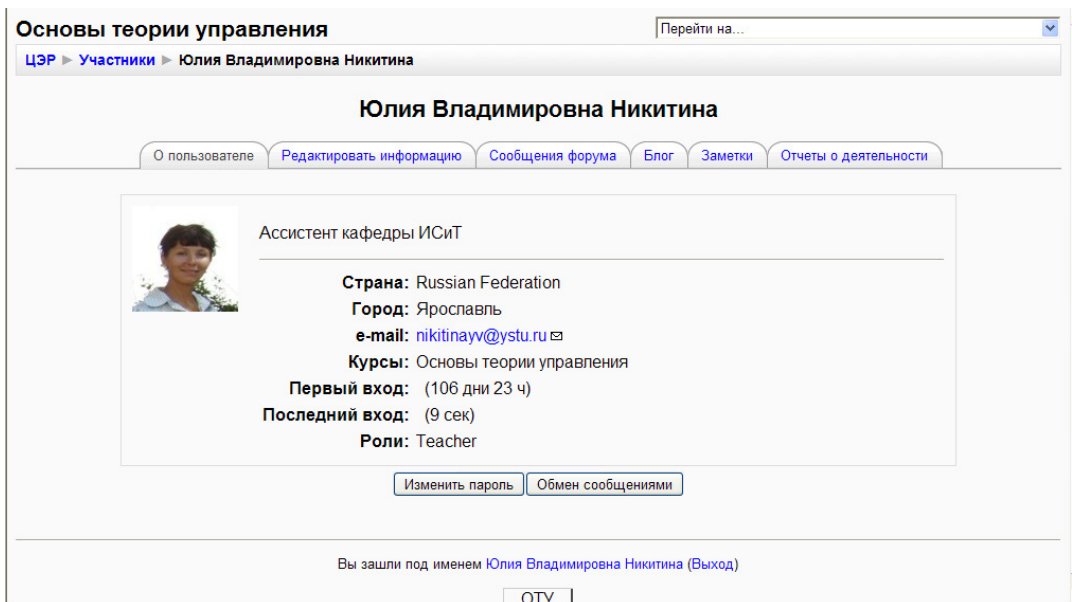 Основы теории управления
Перейти на...
ЦЭР ► Участники ► Юлия Владимировна Никитина
Юлия Владимировна Никитина
О пользователе Редактировать информацию Сообщения форума Блог Заметки Отчеты о деятельности
Ассистент кафедры ИСиТ
Страна: Russian Federation
Город: Ярославль
e-mail: nikitinayv@ystu.ru
Курсы: Основы теории управления
Первый вход: (106 дни 23 ч)
Последний вход: (9 сек)
Роли: Teacher
Изменить пароль Обмен сообщениями
Вы зашли под именем Юлия Владимировна Никитина (Выход)
ОТУ